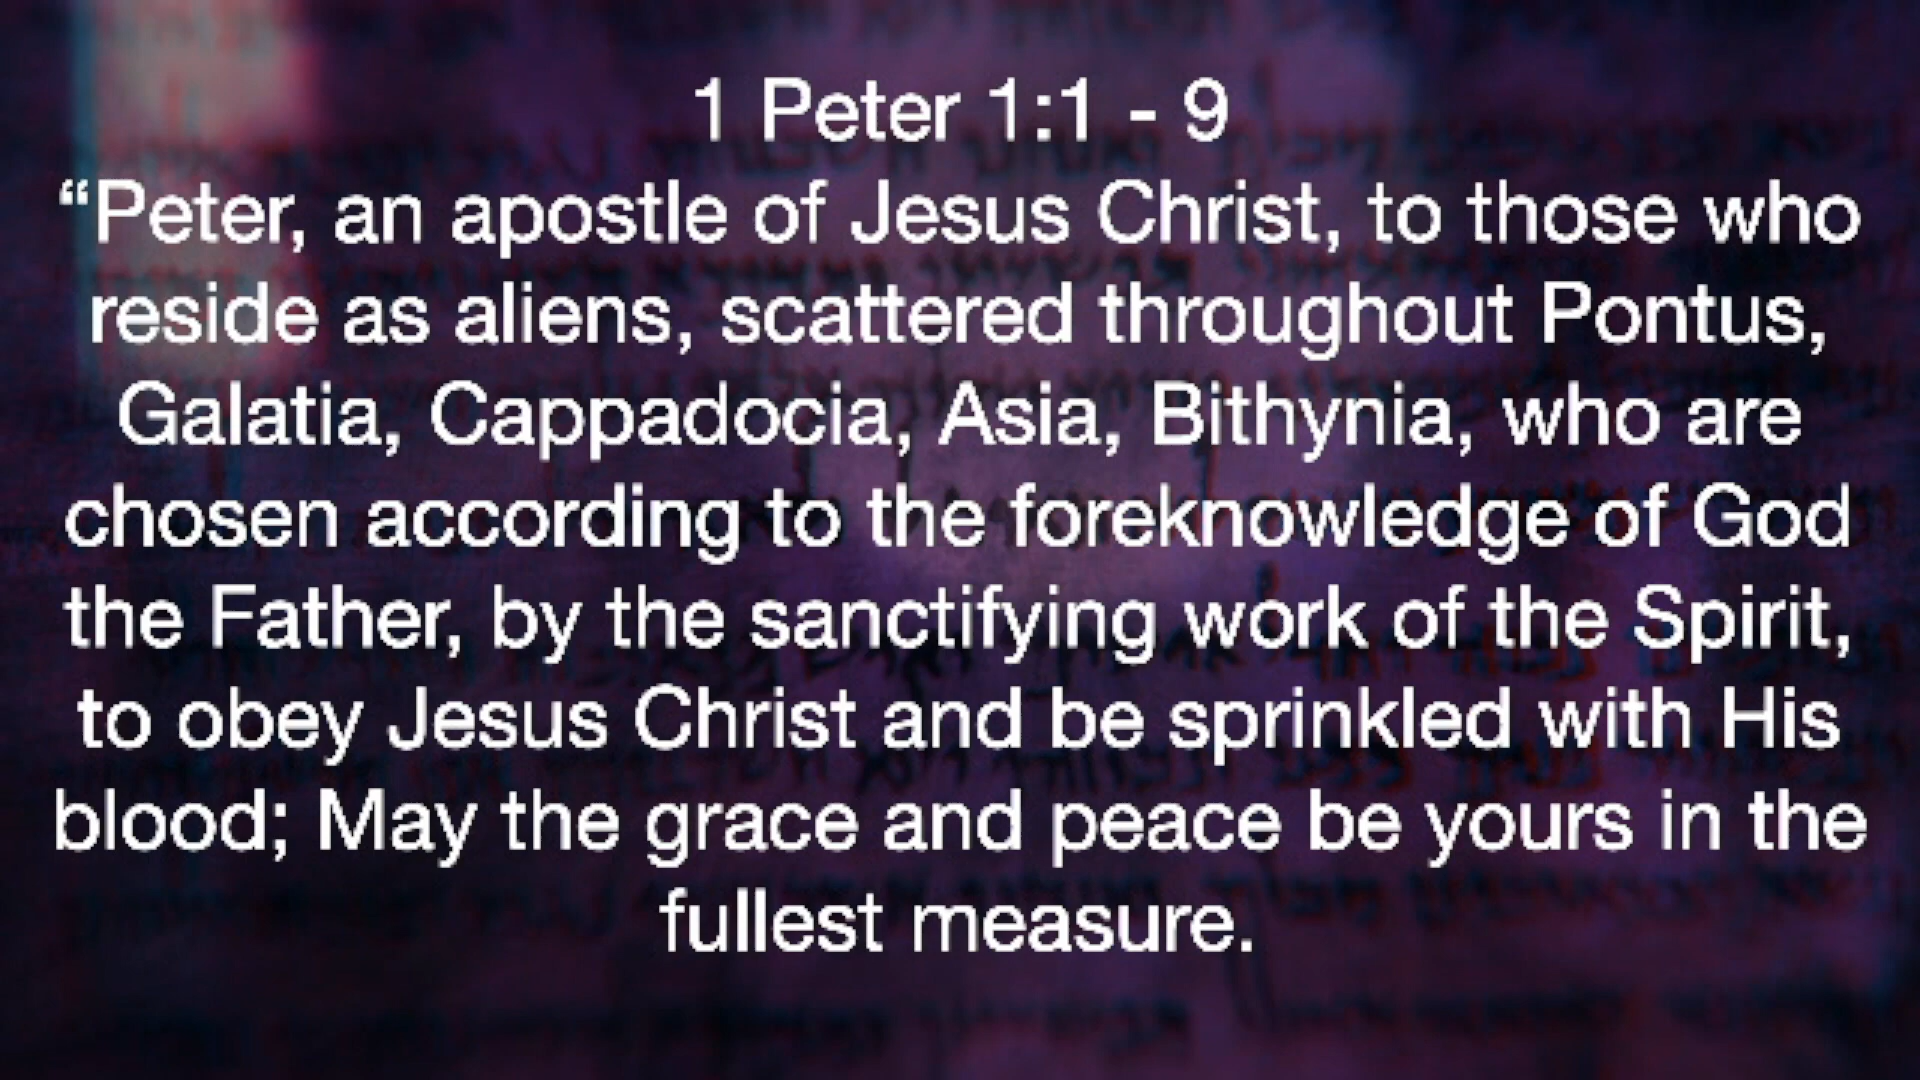 1 Peter 1:1 - 9
“Peter, an apostle of Jesus Christ, to those who
reside as aliens, scattered throughout Pontus,
Galatia, Cappadocia, Asia, Bithynia, who are
chosen according to the foreknowledge of God
the Father, by the sanctifying work of the Spirit,
to obey Jesus Christ and be sprinkled with His
blood; May the grace and peace be yours in the
fullest measure.